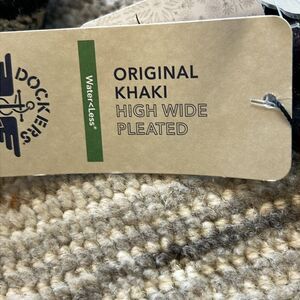 DOCKERS®
Water<Less®
ORIGINAL
KHAKI
HIGH WIDE
PLEATED